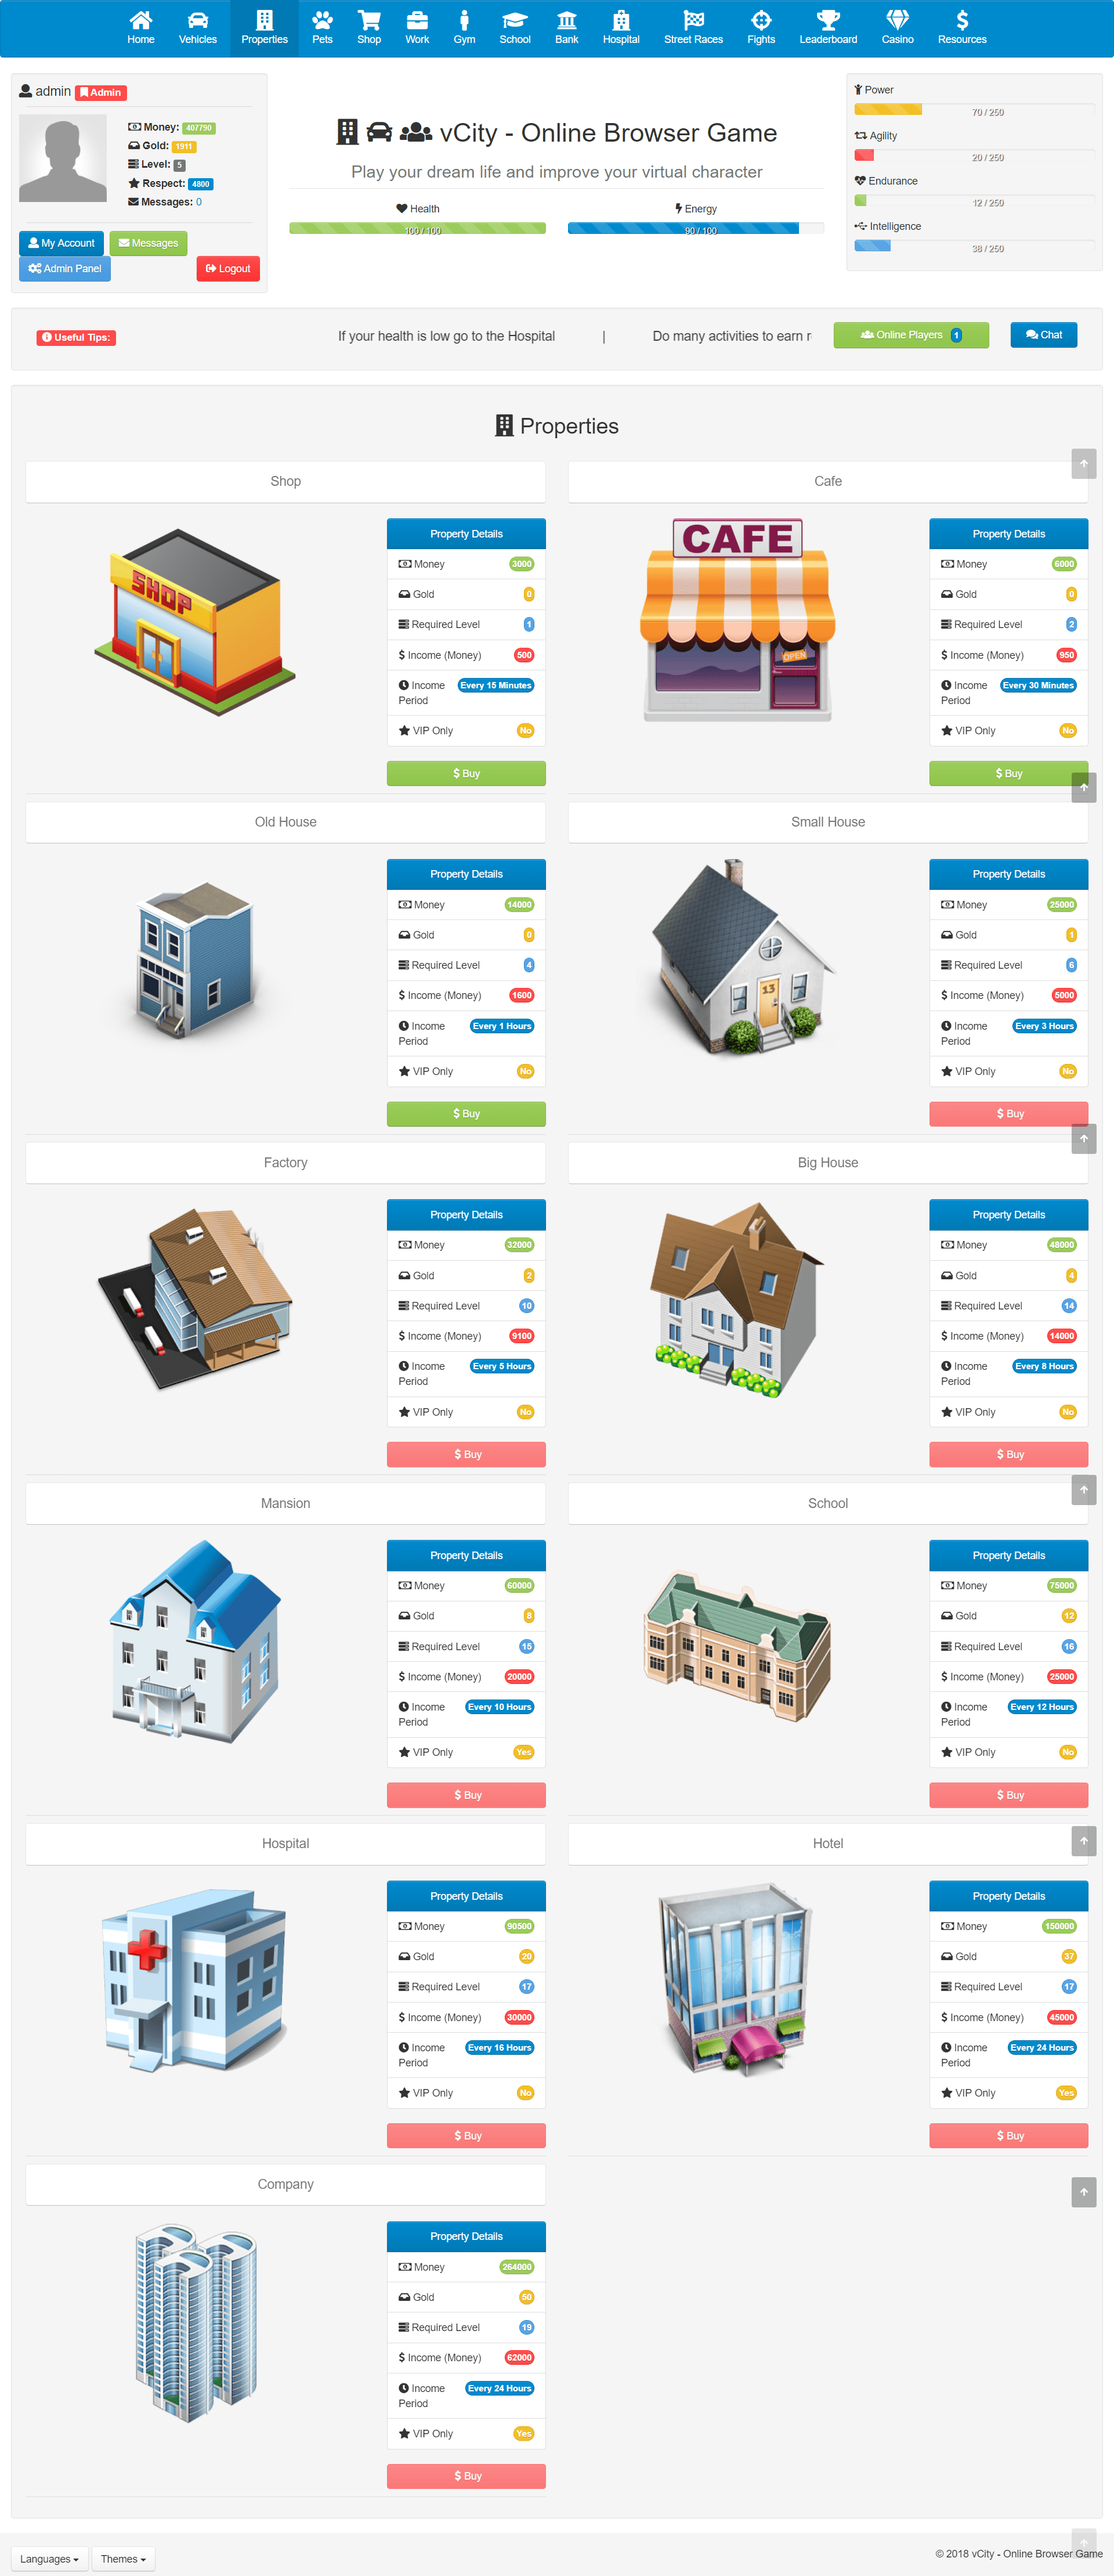 Home Vehicles Properties Pets Shop Work Gym School Bank Hospital Street Races Fights Leaderboard Casino Resources
admin Admin
Money: 407790
Gold: 1911
Level: 5
Respect: 4800
Messages: 0
My Account Messages
Admin Panel Logout
vCity - Online Browser Game
Play your dream life and improve your virtual character
Health Energy
100 / 100 90 / 100
Power
70 / 250
Agility
20 / 250
Endurance
12 / 250
Intelligence
38 / 250
Useful Tips: If your health is low go to the Hospital | Do many activities to earn Online Players 1 Chat
Properties
Shop
SHOP
Property Details
Money 3000
Gold 0
Required Level 1
$ Income (Money) 500
Income Every 15 Minutes
Period
VIP Only No
$ Buy
Cafe
CAFE
OPEN
Property Details
Money 6000
Gold 0
Required Level 2
$ Income (Money) 950
Income Every 30 Minutes
Period
VIP Only No
$ Buy
Old House
Property Details
Money 14000
Gold 0
Required Level 4
$ Income (Money) 1600
Income Every 1 Hours
Period
VIP Only No
$ Buy
Small House
13
Property Details
Money 25000
Gold 1
Required Level 6
$ Income (Money) 5000
Income Every 3 Hours
Period
VIP Only No
$ Buy
Factory
Property Details
Money 32000
Gold 2
Required Level 10
$ Income (Money) 9100
Income Every 5 Hours
Period
VIP Only No
$ Buy
Big House
Property Details
Money 48000
Gold 4
Required Level 14
$ Income (Money) 14000
Income Every 8 Hours
Period
VIP Only No
$ Buy
Mansion
Property Details
Money 60000
Gold 8
Required Level 15
$ Income (Money) 20000
Income Every 10 Hours
Period
VIP Only Yes
$ Buy
School
Property Details
Money 75000
Gold 12
Required Level 16
$ Income (Money) 25000
Income Every 12 Hours
Period
VIP Only No
$ Buy
Hospital
Property Details
Money 90500
Gold 20
Required Level 17
$ Income (Money) 30000
Income Every 16 Hours
Period
VIP Only No
$ Buy
Hotel
Property Details
Money 150000
Gold 37
Required Level 17
$ Income (Money) 45000
Income Every 24 Hours
Period
VIP Only Yes
$ Buy
Company
Property Details
Money 264000
Gold 50
Required Level 19
$ Income (Money) 62000
Income Every 24 Hours
Period
VIP Only Yes
$ Buy
Languages Themes © 2018 vCity - Online Browser Game